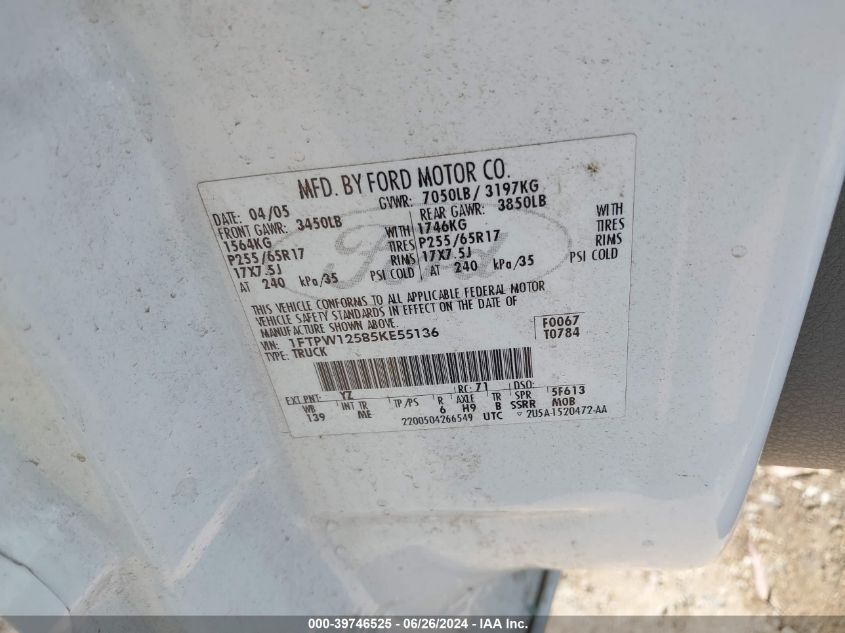 MFD. BY FORD MOTOR CO.
DATE: 04/05 GVWR: 7050LB / 3197KG
FRONT GAWR: 3450LB REAR GAWR: 3850LB
1564KG WITH 1746KG WITH
P255/65R17 TIRES P255/65R17 TIRES
17X7.5J RIMS 17X7.5J RIMS
AT 240 kPa/35 PSI COLD AT 240 kPa/35 PSI COLD
Ford
THIS VEHICLE CONFORMS TO ALL APPLICABLE FEDERAL MOTOR
VEHICLE SAFETY STANDARDS IN EFFECT ON THE DATE OF
MANUFACTURE SHOWN ABOVE.
VIN: 1FTPW12585KE55136 F0067
TYPE: TRUCK T0784
EXT PNT: YZ RC: Z1 DSO:
WB INT TR TP/PS R AXLE TR SPR 5F613
139 ME 6 H9 B SSRR MOB
2200504266549 UTC 2U5A-1520472-AA
000-39746525 - 06/26/2024 - IAA Inc.